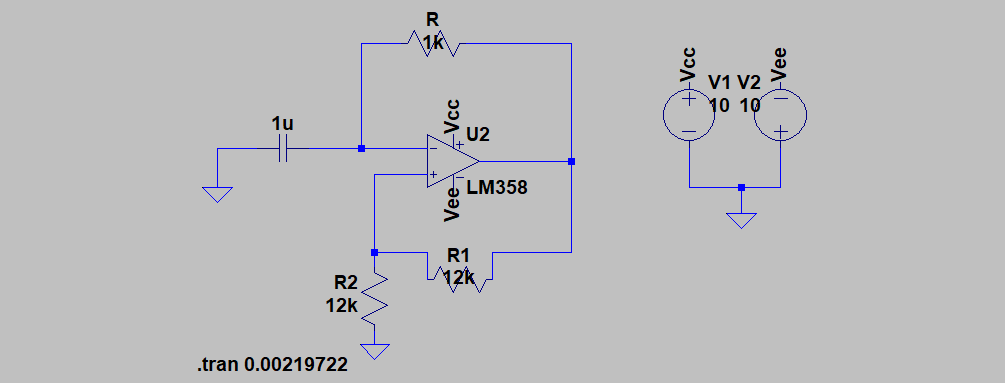 R
1k
1u
Vcc
+
U2
−
+
−
LM358
Vee
R1
12k
R2
12k
Vcc
V1
10
+
−
V2
10
Vee
−
+
.tran 0.00219722